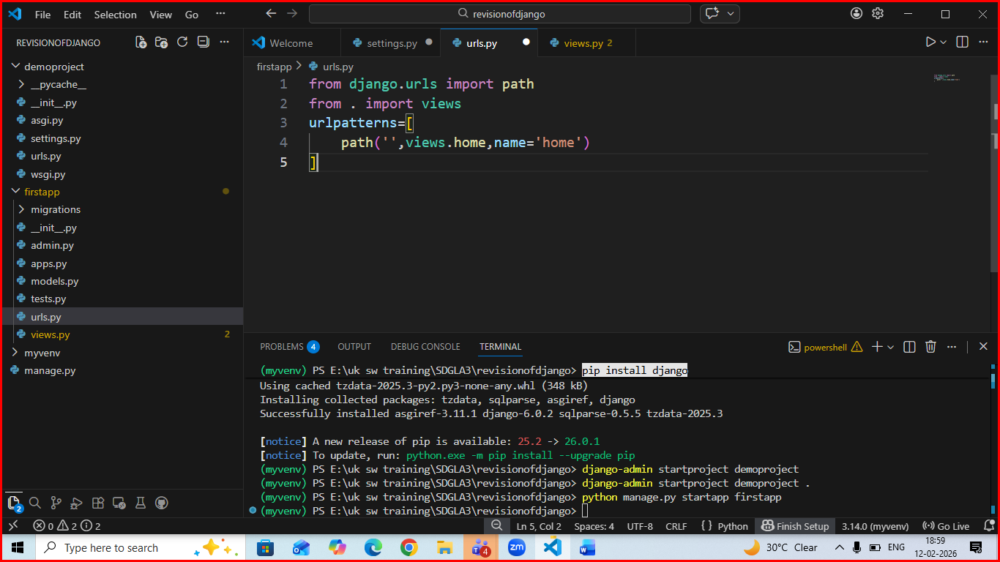 File Edit Selection View Go ··· revisionofdjango
REVISIONOFDJANGO
Welcome settings.py urls.py views.py 2
demoproject
__pycache__
__init__.py
asgi.py
settings.py
urls.py
wsgi.py
firstapp
migrations
__init__.py
admin.py
apps.py
models.py
tests.py
urls.py
views.py 2
myvenv
manage.py
2
firstapp > urls.py
1 from django.urls import path
2 from . import views
3 urlpatterns=[
4 path('',views.home,name='home')
5 ]
PROBLEMS 4 OUTPUT DEBUG CONSOLE TERMINAL powershell
(myvenv) PS E:\uk sw training\SDGLA3\revisionofdjango> pip install django
Using cached tzdata-2025.3-py2.py3-none-any.whl (348 kB)
Installing collected packages: tzdata, sqlparse, asgiref, django
Successfully installed asgiref-3.11.1 django-6.0.2 sqlparse-0.5.5 tzdata-2025.3
[notice] A new release of pip is available: 25.2 -> 26.0.1
[notice] To update, run: python.exe -m pip install --upgrade pip
(myvenv) PS E:\uk sw training\SDGLA3\revisionofdjango> django-admin startproject demoproject
(myvenv) PS E:\uk sw training\SDGLA3\revisionofdjango> django-admin startproject demoproject .
(myvenv) PS E:\uk sw training\SDGLA3\revisionofdjango> python manage.py startapp firstapp
(myvenv) PS E:\uk sw training\SDGLA3\revisionofdjango>
0 2 2 Ln 5, Col 2 Spaces: 4 UTF-8 CRLF { } Python Finish Setup 3.14.0 (myvenv) Go Live
Type here to search 4 zm 30°C Clear ENG 18:59
12-02-2026